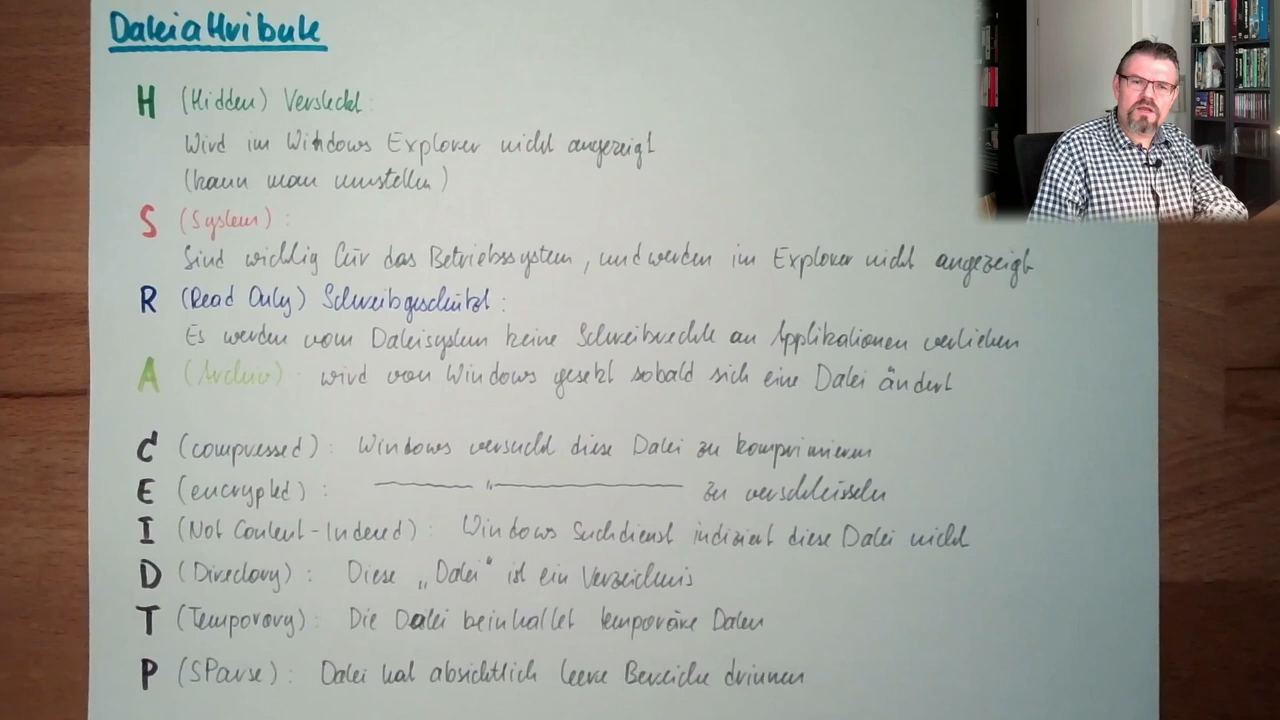 Dateiattribute
H (Hidden) Versteckt:
Wird im Windows Explorer nicht angezeigt
(kann man umstellen)
S (System):
Sind wichtig für das Betriebssystem, und werden im Explorer nicht angezeigt
R (Read Only) Schreibgeschützt:
Es werden vom Dateisystem keine Schreibrechte an Applikationen verliehen
A (Archiv): wird von Windows gesetzt sobald sich eine Datei ändert
C (compressed): Windows versucht diese Datei zu komprimieren
E (encrypted): —— " —— zu verschlüsseln
I (Not Content-Indexed): Windows Suchdienst indiziert diese Datei nicht
D (Directory): Diese „Datei“ ist ein Verzeichnis
T (Temporary): Die Datei beinhaltet temporäre Daten
P (SParse): Datei hat absichtlich leere Bereiche drinnen